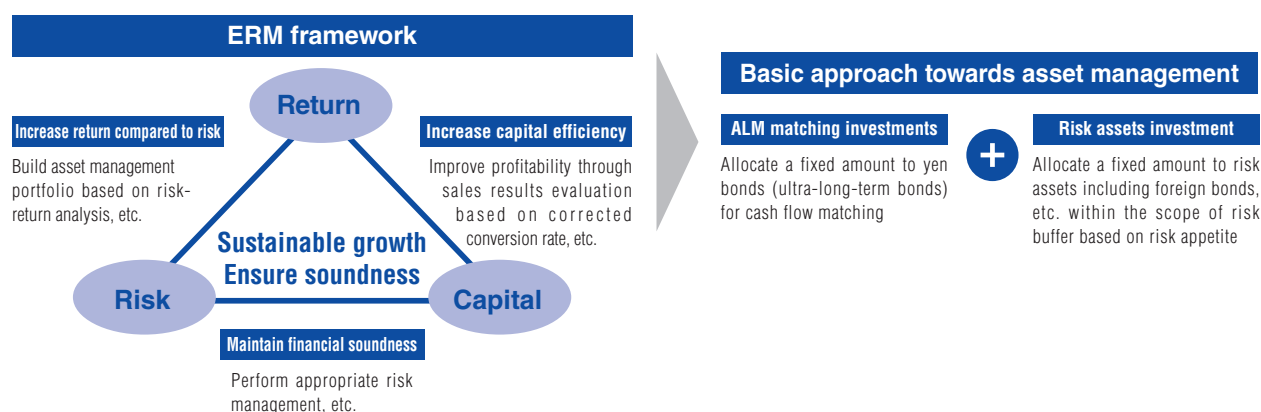 ERM framework
Return
Increase return compared to risk
Build asset management
portfolio based on risk-
return analysis, etc.
Increase capital efficiency
Improve profitability through
sales results evaluation
based on corrected
conversion rate, etc.
Sustainable growth
Ensure soundness
Risk
Capital
Maintain financial soundness
Perform appropriate risk
management, etc.
Basic approach towards asset management
ALM matching investments
Allocate a fixed amount to yen
bonds (ultra-long-term bonds)
for cash flow matching
+
Risk assets investment
Allocate a fixed amount to risk
assets including foreign bonds,
etc. within the scope of risk
buffer based on risk appetite